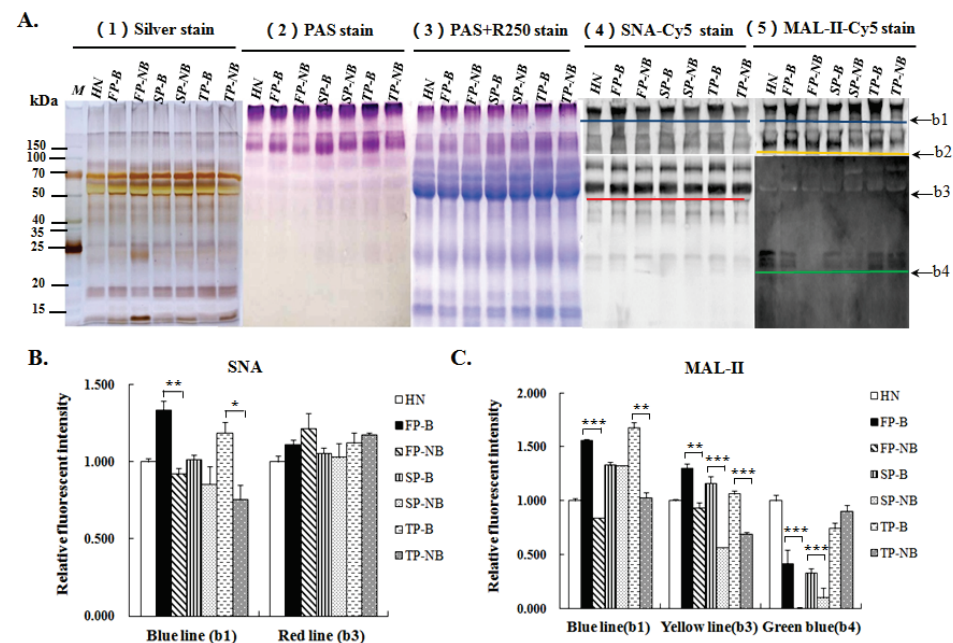 A.
(1) Silver stain
(2) PAS stain
(3) PAS+R250 stain
(4) SNA-Cy5 stain
(5) MAL-II-Cy5 stain
M HN FP-B FP-NB SP-B SP-NB TP-B TP-NB
HN FP-B FP-NB SP-B SP-NB TP-B TP-NB
HN FP-B FP-NB SP-B SP-NB TP-B TP-NB
HN FP-B FP-NB SP-B SP-NB TP-B TP-NB
HN FP-B FP-NB SP-B SP-NB TP-B TP-NB
kDa
150
100
70
50
40
35
25
20
15
b1
b2
b3
b4
B.
SNA
Relative fluorescent intensity
1.500
1.000
0.500
0.000
**
*
Blue line (b1)
Red line (b3)
HN
FP-B
FP-NB
SP-B
SP-NB
TP-B
TP-NB
C.
MAL-II
Relative fluorescent intensity
2.000
1.500
1.000
0.500
0.000
***
**
**
***
***
***
***
Blue line(b1)
Yellow line(b3)
Green blue(b4)
HN
FP-B
FP-NB
SP-B
SP-NB
TP-B
TP-NB